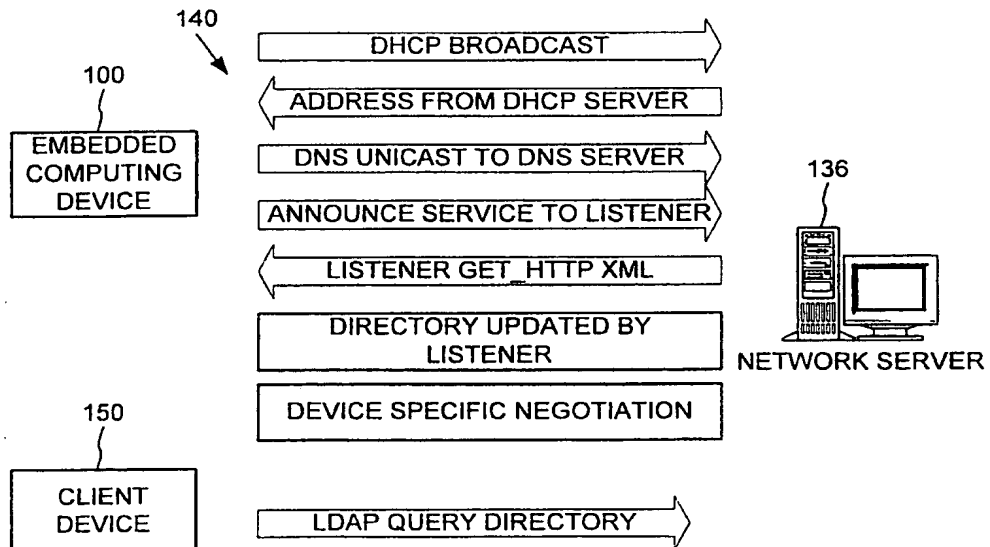 140
DHCP BROADCAST
100
ADDRESS FROM DHCP SERVER
EMBEDDED
COMPUTING
DEVICE
DNS UNICAST TO DNS SERVER
136
ANNOUNCE SERVICE TO LISTENER
LISTENER GET_HTTP XML
DIRECTORY UPDATED BY
LISTENER
NETWORK SERVER
DEVICE SPECIFIC NEGOTIATION
150
CLIENT
DEVICE
LDAP QUERY DIRECTORY